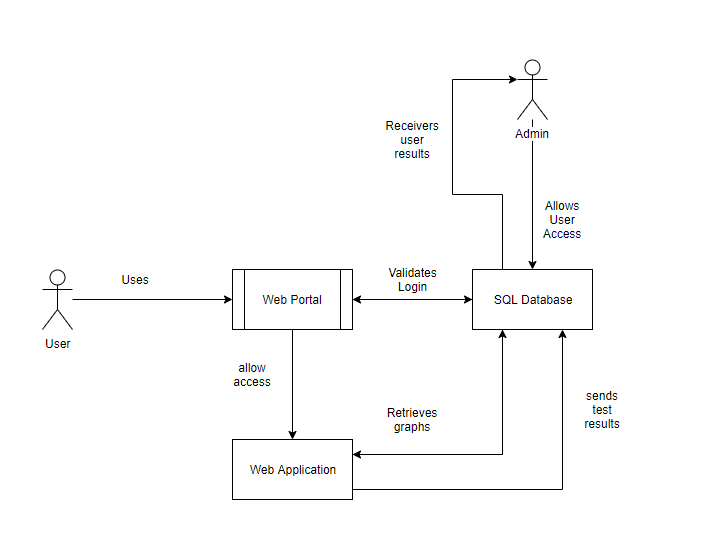 Receivers
user
results
Admin
Allows
User
Access
Uses
Validates
Login
Web Portal
SQL Database
User
allow
access
Retrieves
graphs
sends
test
results
Web Application